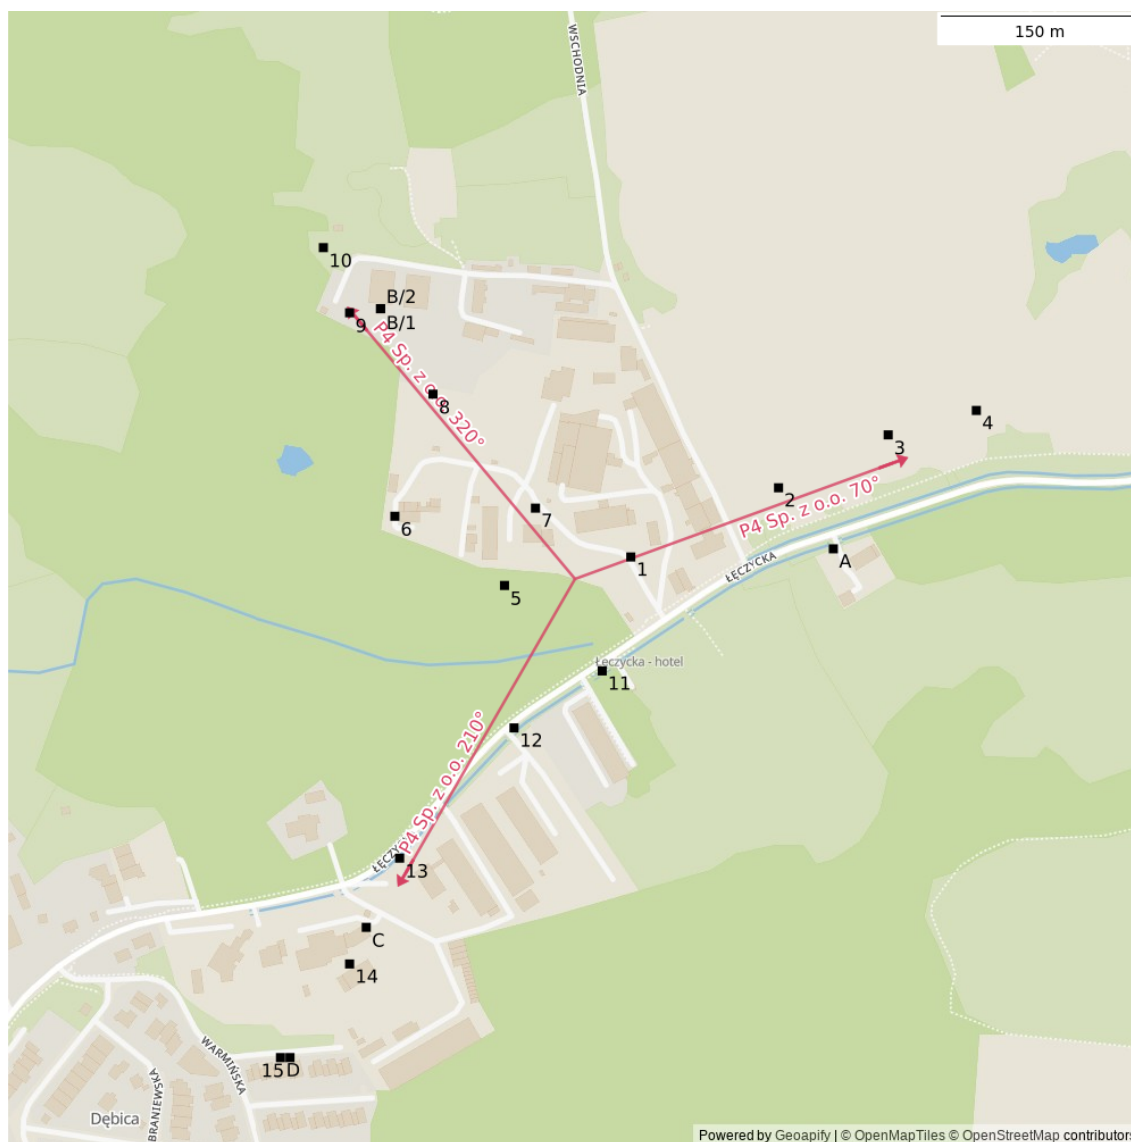 150 m
WSCHODNIA
10
B/2
B/1
9
P4 Sp. z o.o. 320°
8
4
3
2
P4 Sp. z o.o. 70°
7
6
A
1
ŁĘCZYCKA
5
Łęczycka - hotel
11
12
P4 Sp. z o.o. 210°
13
C
14
WARMIŃSKA
15
D
BRANIEWSKA
Dębica
Powered by Geoapify | © OpenMapTiles © OpenStreetMap contributors